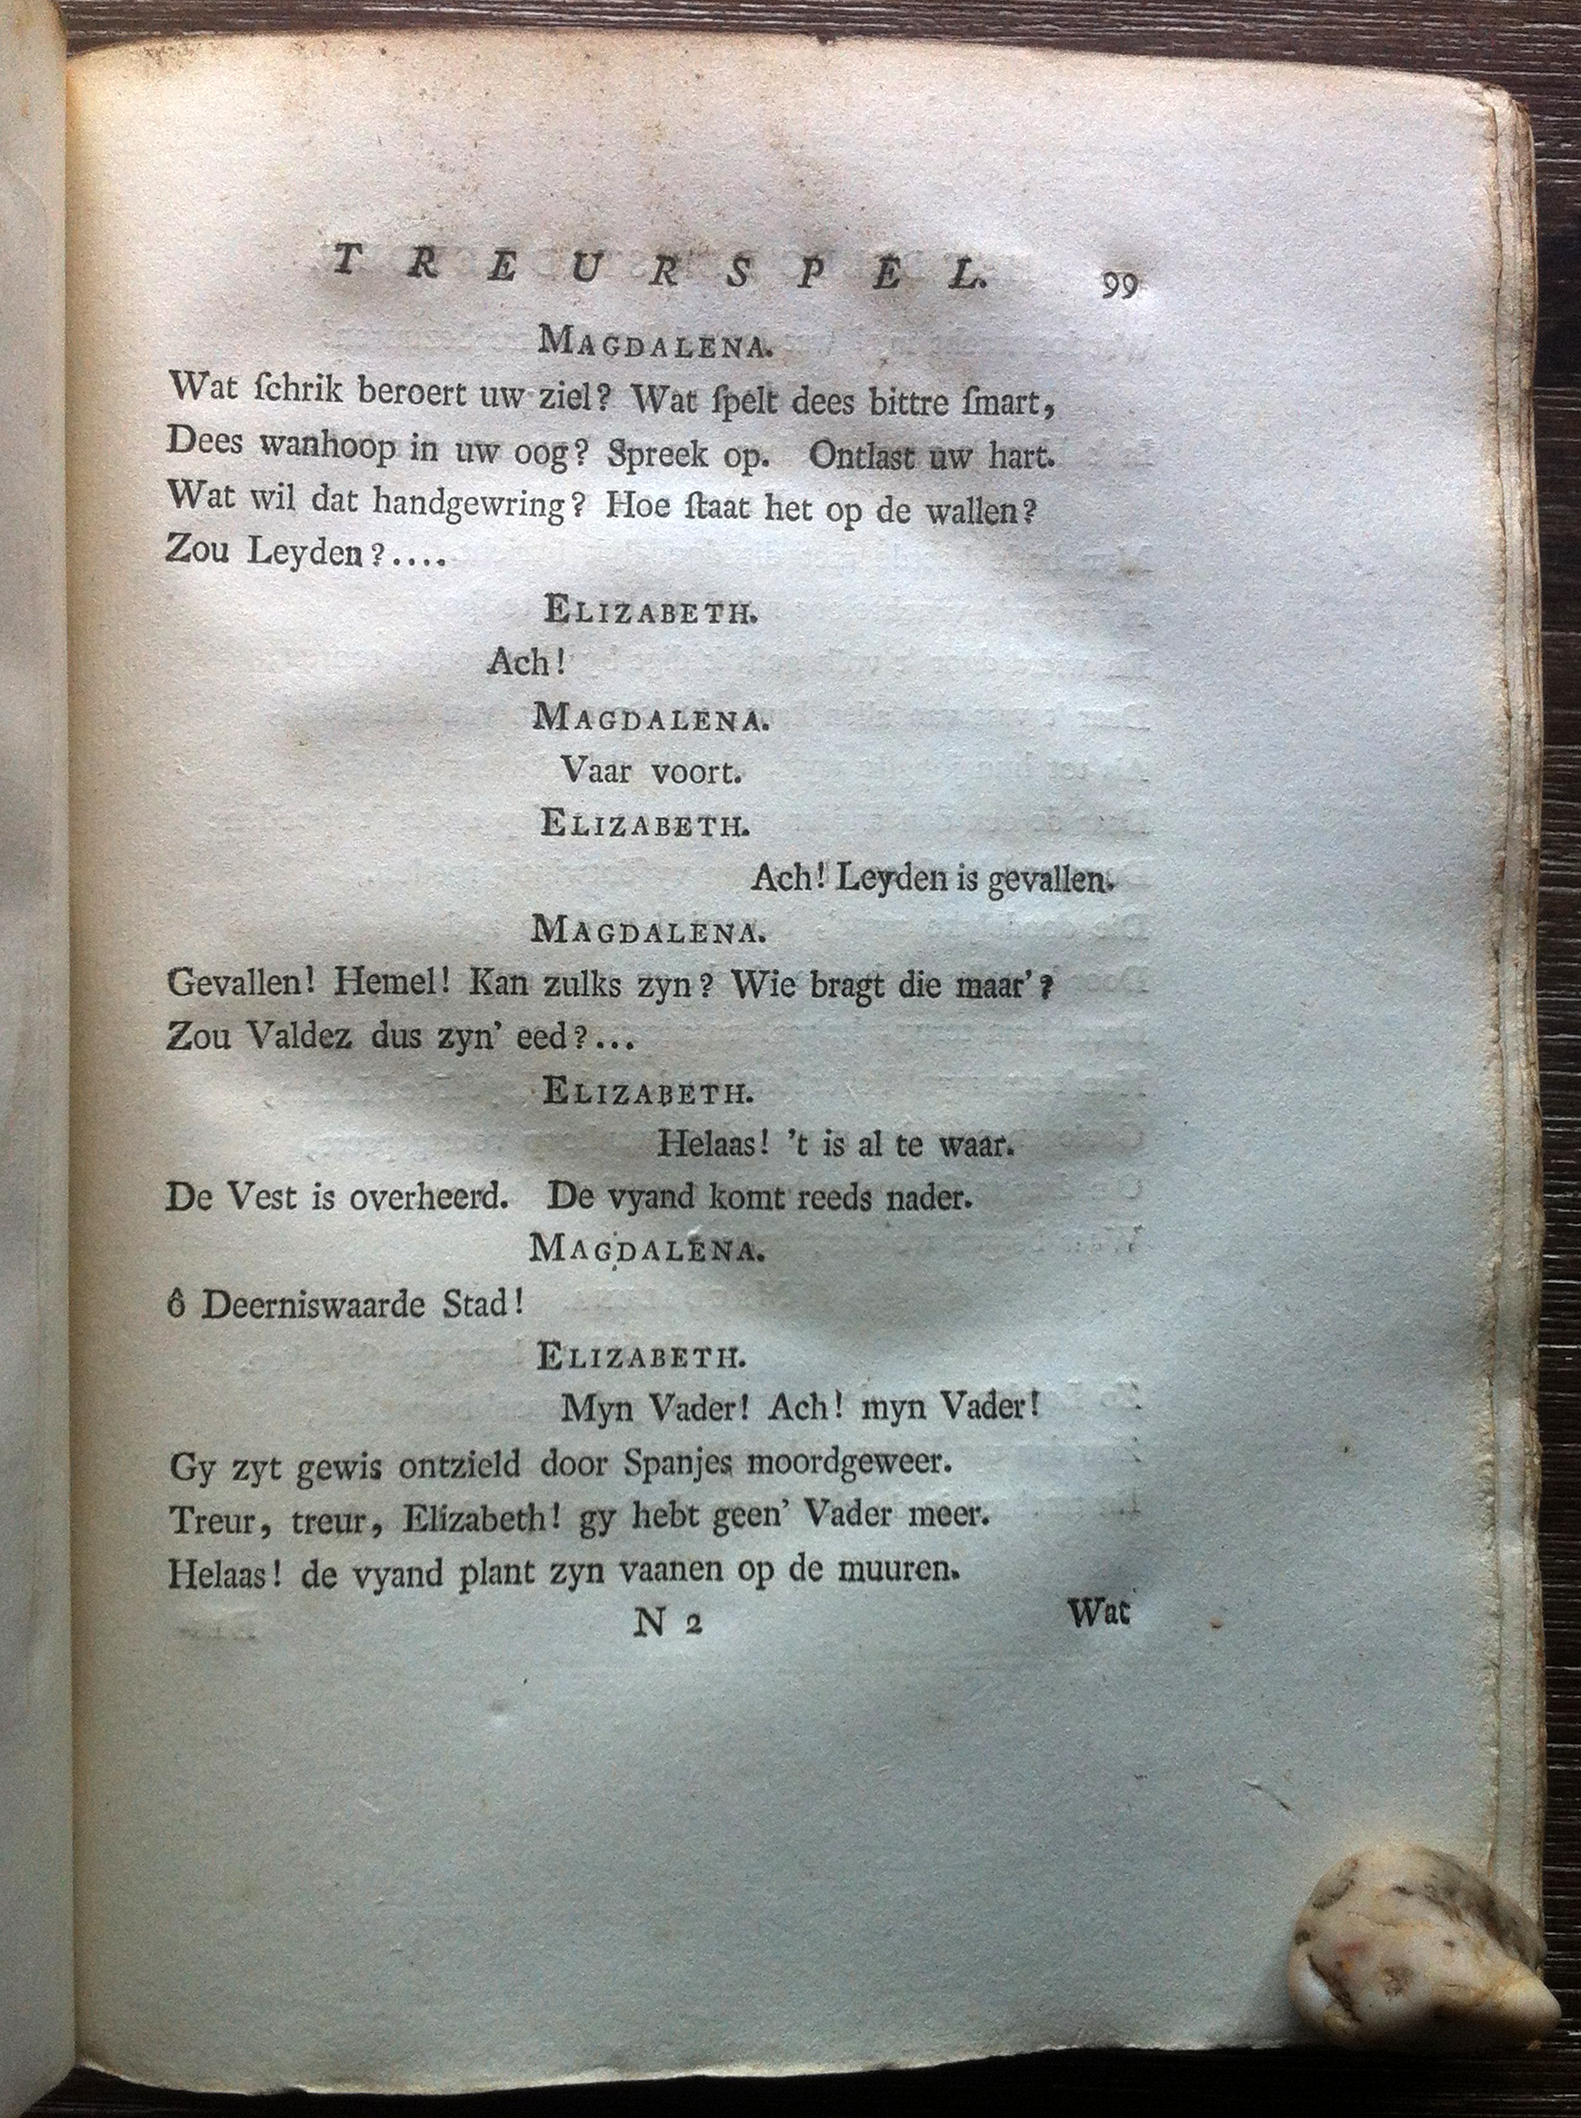 TREURSPEL. 99
MAGDALENA.
Wat ſchrik beroert uw ziel? Wat ſpelt dees bittre ſmart,
Dees wanhoop in uw oog? Spreek op. Ontlast uw hart.
Wat wil dat handgewring? Hoe ſtaat het op de wallen?
Zou Leyden?....
ELIZABETH.
Ach!
MAGDALENA.
Vaar voort.
ELIZABETH.
Ach! Leyden is gevallen.
MAGDALENA.
Gevallen! Hemel! Kan zulks zyn? Wie bragt die maar'?
Zou Valdez dus zyn' eed?...
ELIZABETH.
Helaas! 't is al te waar.
De Vest is overheerd. De vyand komt reeds nader.
MAGDALENA.
ô Deerniswaarde Stad!
ELIZABETH.
Myn Vader! Ach! myn Vader!
Gy zyt gewis ontzield door Spanjes moordgeweer.
Treur, treur, Elizabeth! gy hebt geen' Vader meer.
Helaas! de vyand plant zyn vaanen op de muuren.
N 2 Wat